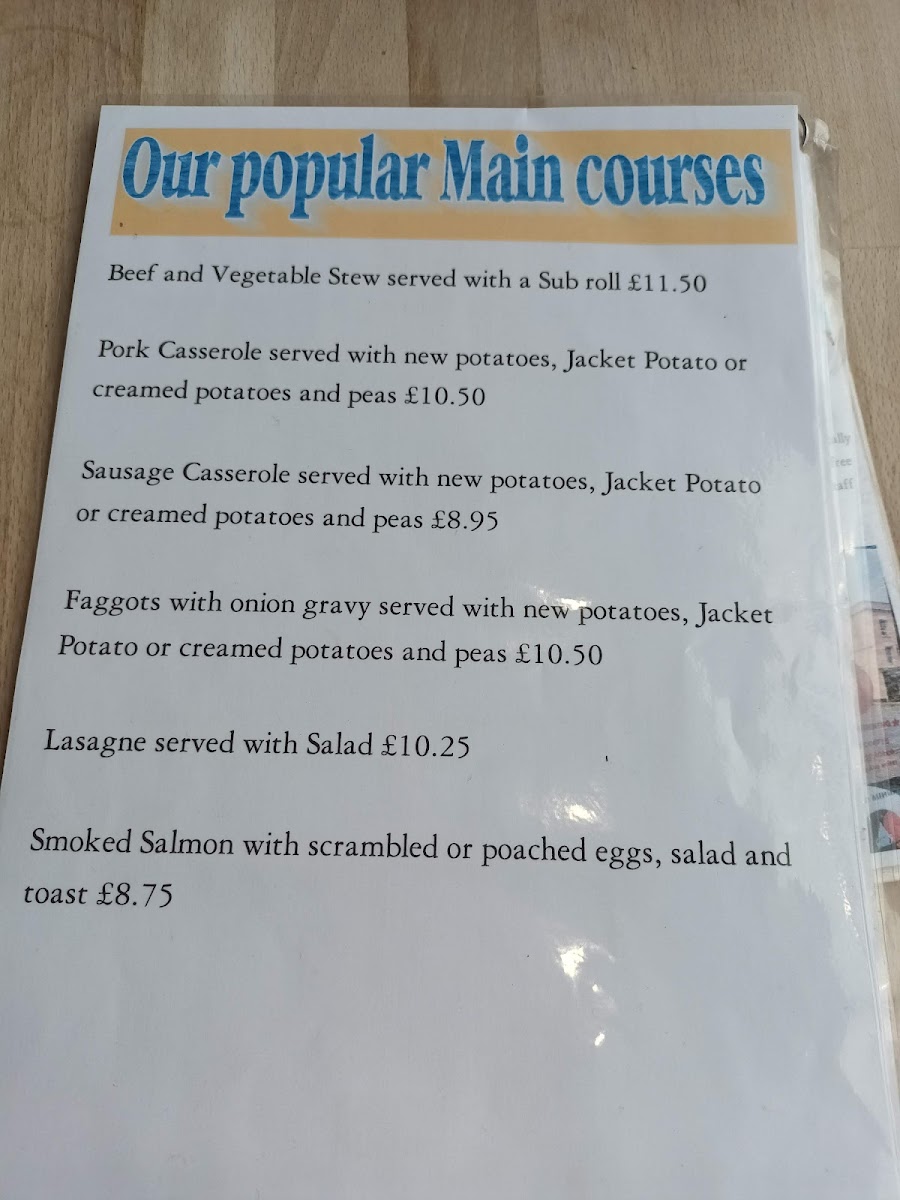 Our popular Main courses
Beef and Vegetable Stew served with a Sub roll £11.50
Pork Casserole served with new potatoes, Jacket Potato or
creamed potatoes and peas £10.50
Sausage Casserole served with new potatoes, Jacket Potato
or creamed potatoes and peas £8.95
Faggots with onion gravy served with new potatoes, Jacket
Potato or creamed potatoes and peas £10.50
Lasagne served with Salad £10.25
Smoked Salmon with scrambled or poached eggs, salad and
toast £8.75